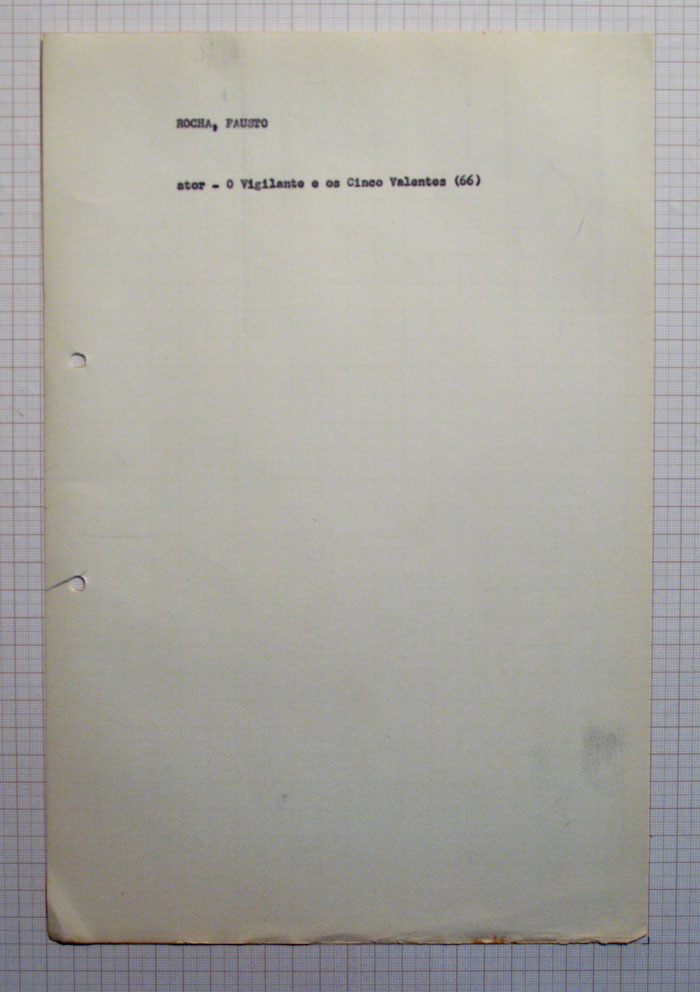 ROCHA, FAUSTO
ator - O Vigilante e os Cinco Valentes (66)